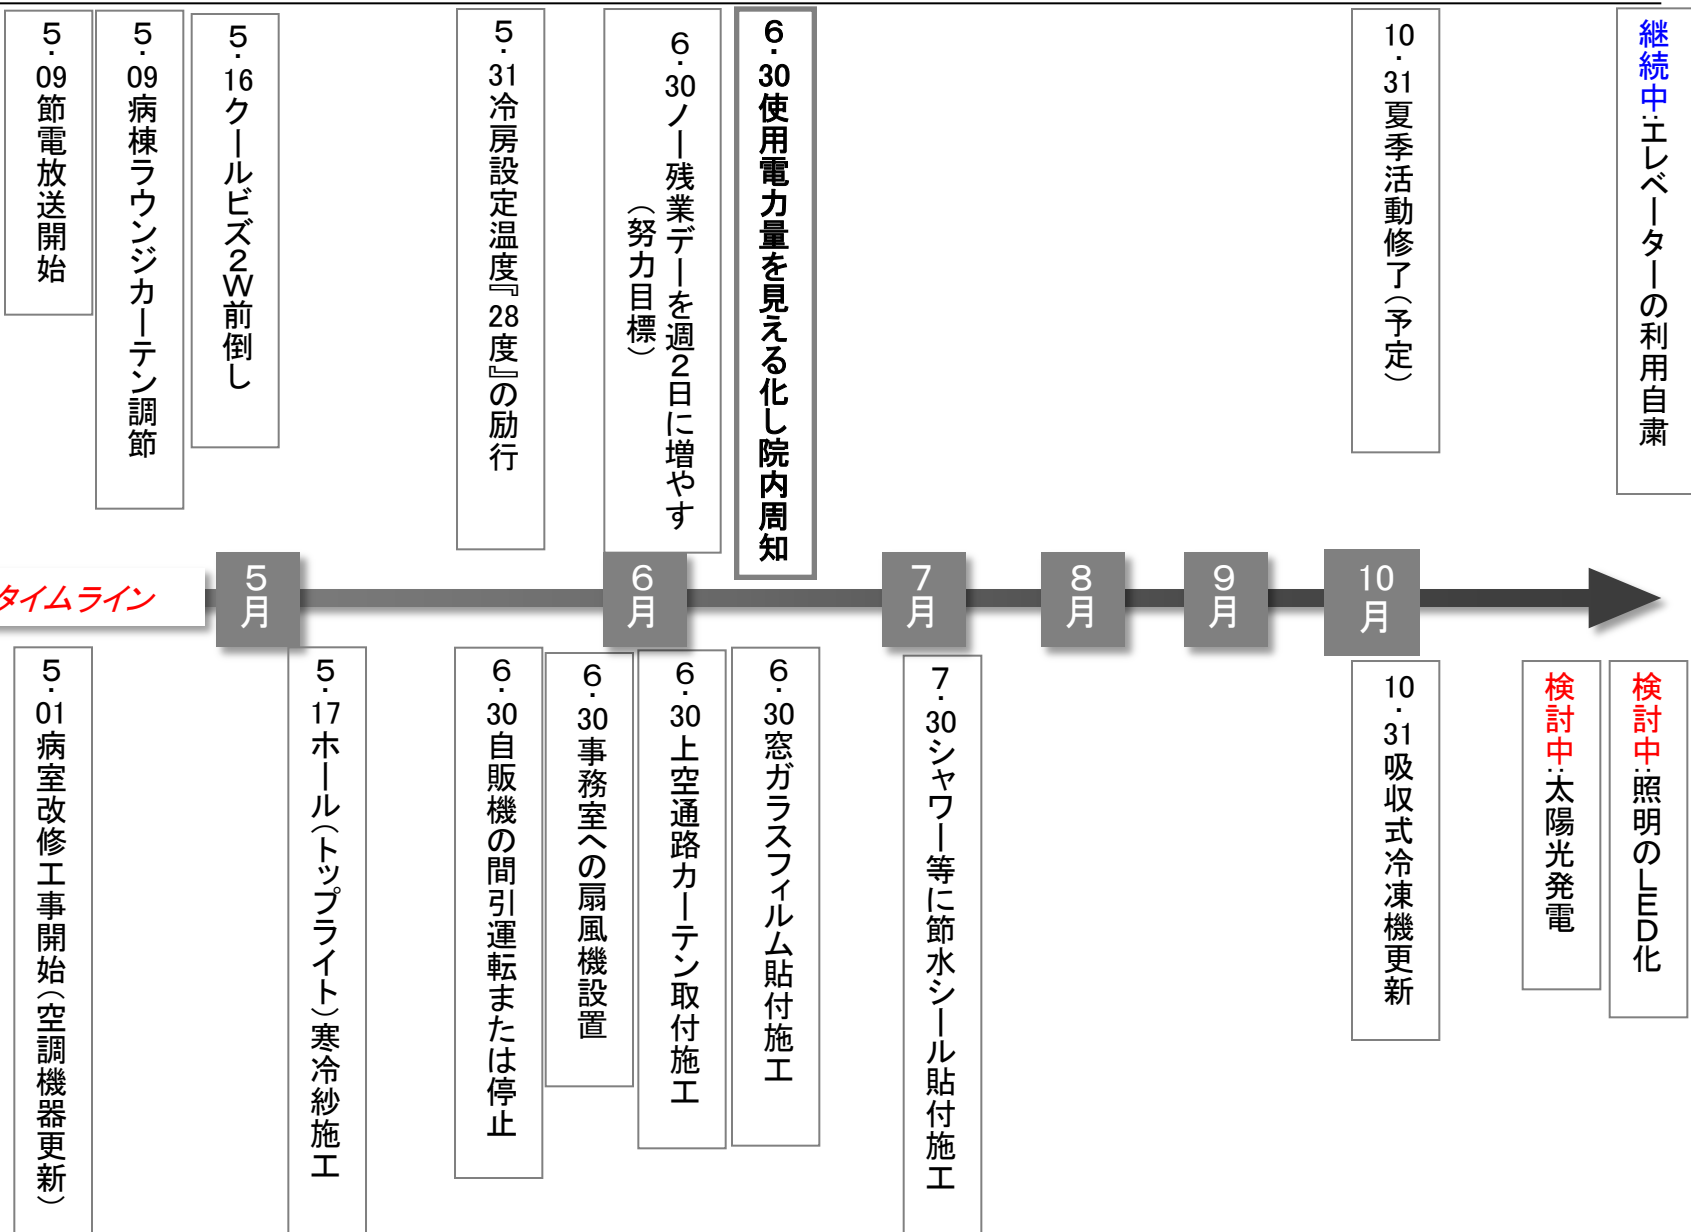 5.09節電放送開始
5.09病棟ラウンジカーテン調節
5.16クールビズ2W前倒し
5.31冷房設定温度『28度』の励行
6.30ノー残業デーを週2日に増やす
(努力目標)
6.30使用電力量を見える化し院内周知
10.31夏季活動修了(予定)
継続中:エレベーターの利用自粛
タイムライン
5月
6月
7月
8月
9月
10月
5.01病室改修工事開始(空調機器更新)
5.17ホール(トップライト)寒冷紗施工
6.30自販機の間引運転または停止
6.30事務室への扇風機設置
6.30上空通路カーテン取付施工
6.30窓ガラスフィルム貼付施工
7.30シャワー等に節水シール貼付施工
10.31吸収式冷凍機更新
検討中:太陽光発電
検討中:照明のLED化